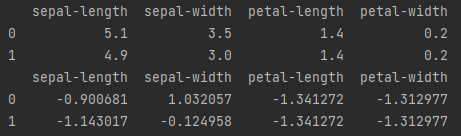 sepal-length sepal-width petal-length petal-width
0 5.1 3.5 1.4 0.2
1 4.9 3.0 1.4 0.2
sepal-length sepal-width petal-length petal-width
0 -0.900681 1.032057 -1.341272 -1.312977
1 -1.143017 -0.124958 -1.341272 -1.312977